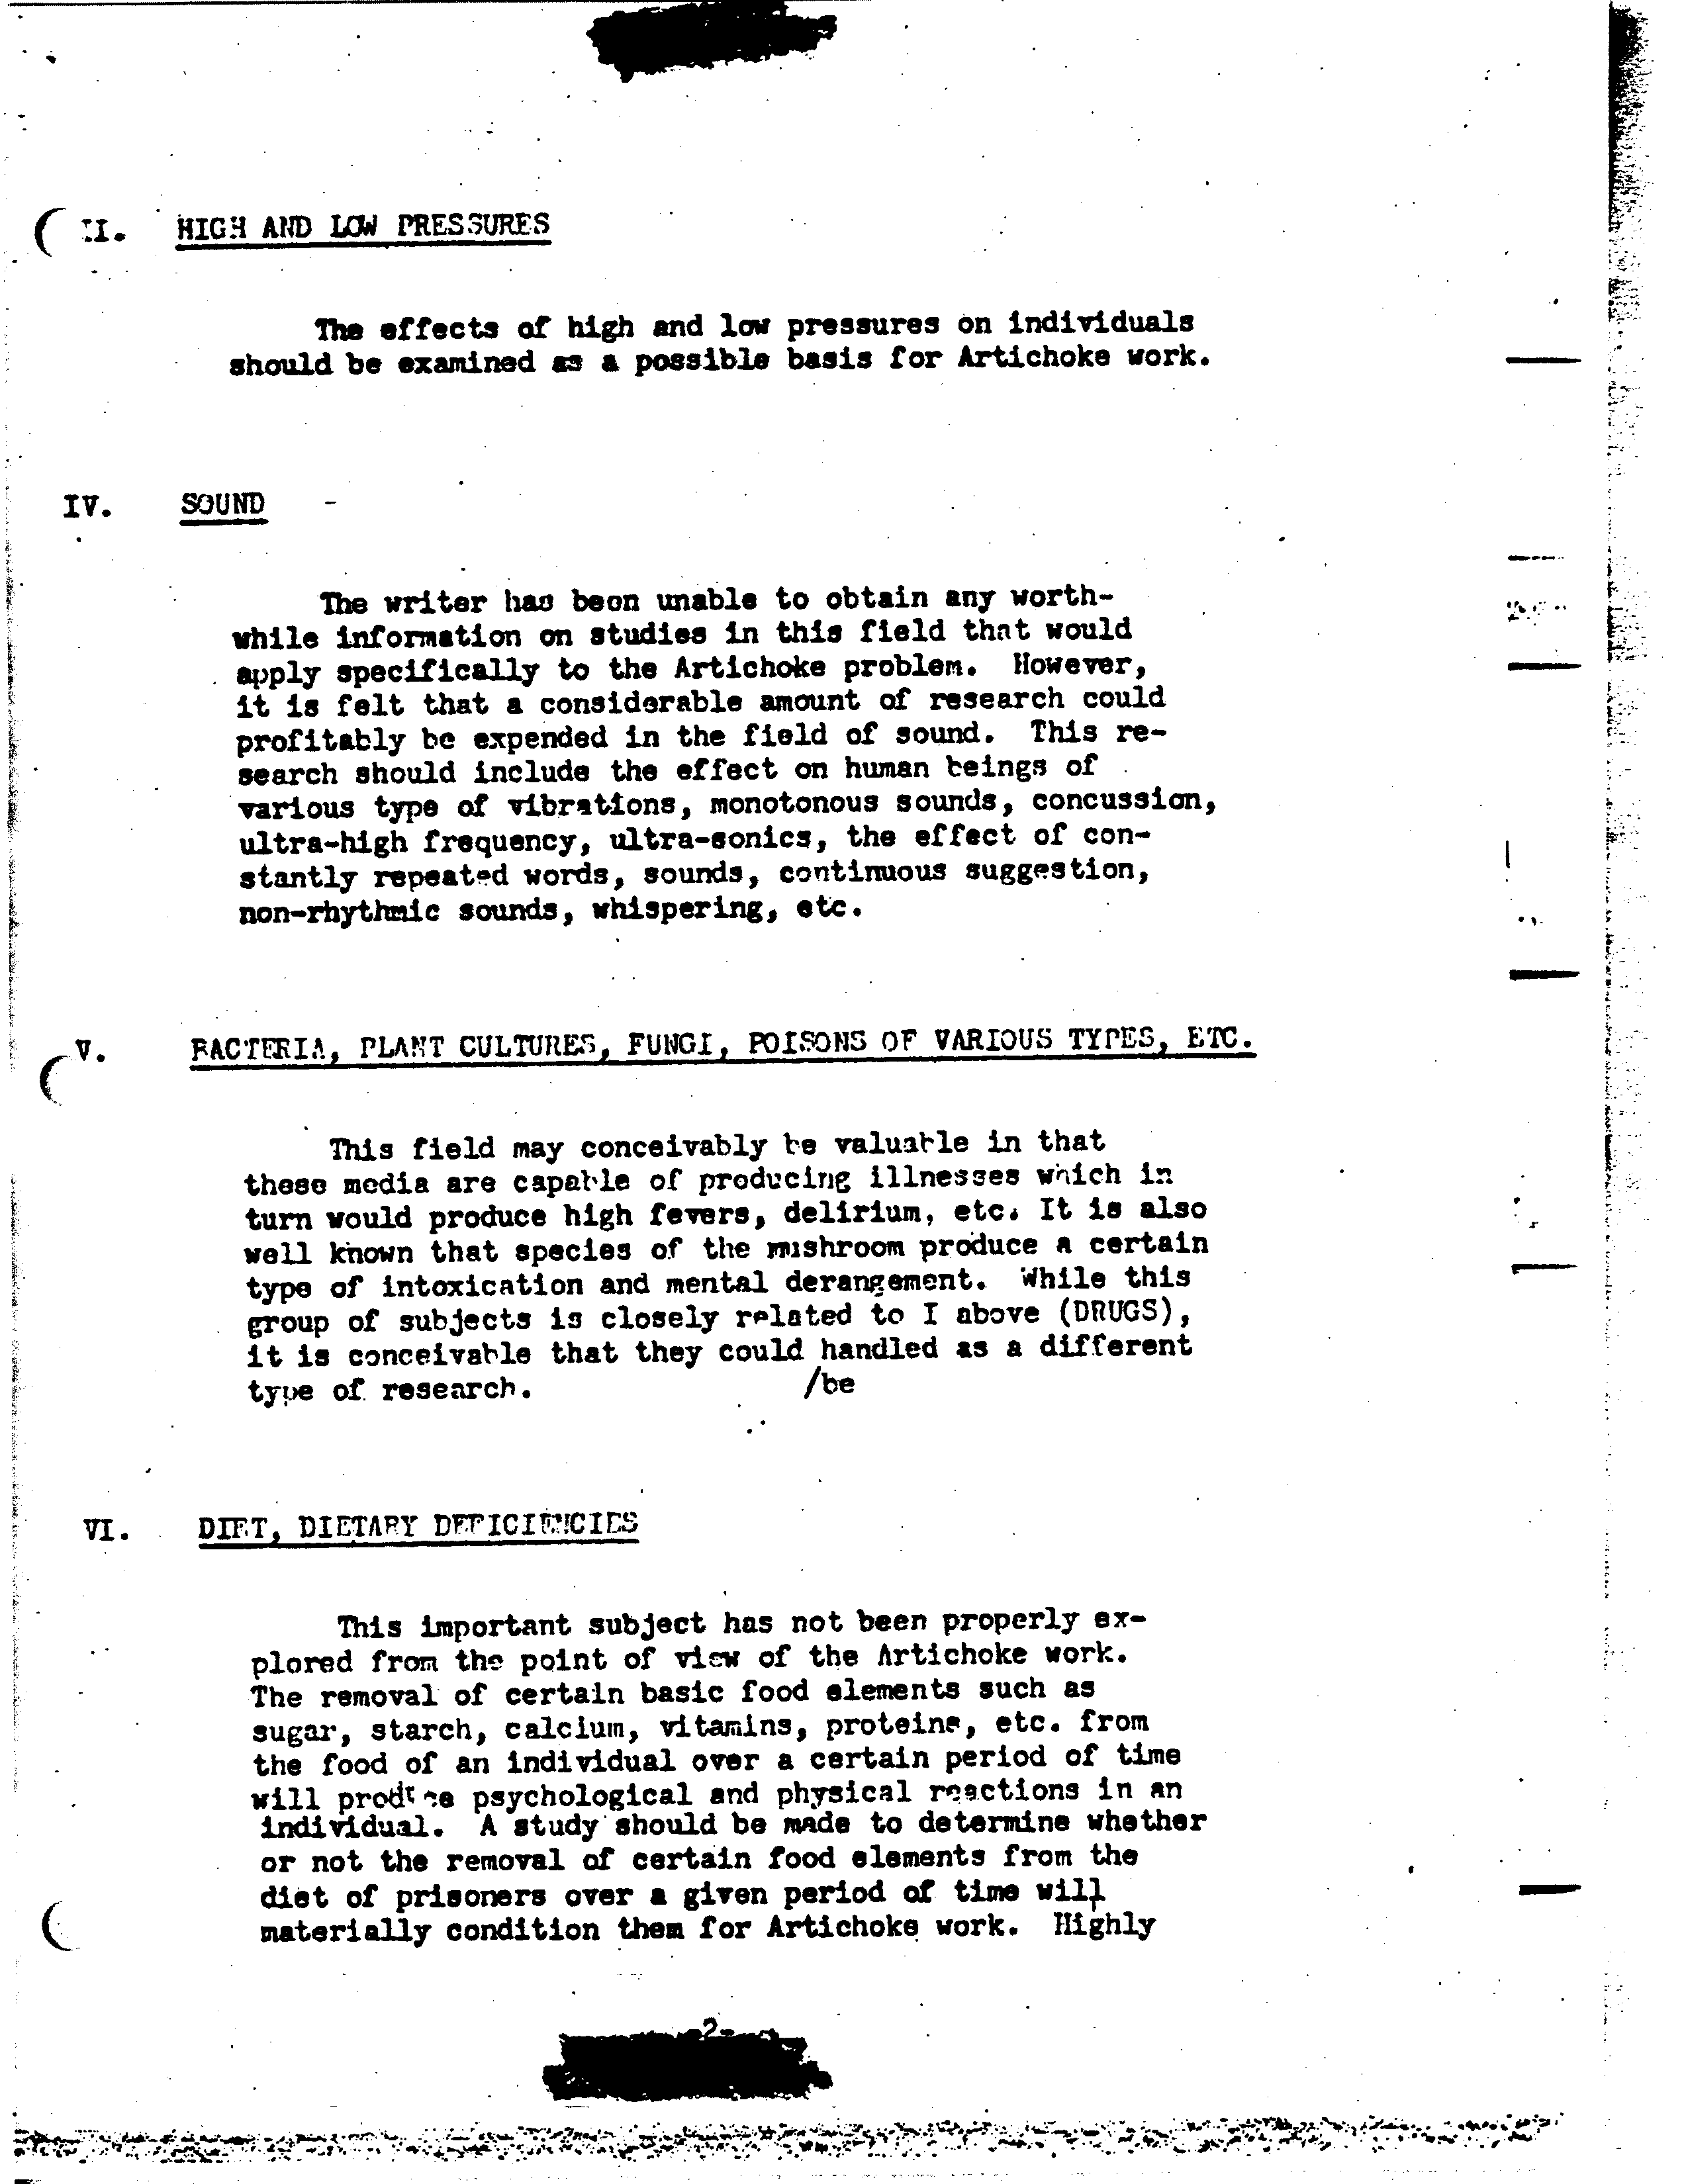 II. HIGH AND LOW PRESSURES
The effects of high and low pressures on individuals
should be examined as a possible basis for Artichoke work.
IV. SOUND -
The writer has been unable to obtain any worth-
while information on studies in this field that would
apply specifically to the Artichoke problem. However,
it is felt that a considerable amount of research could
profitably be expended in the field of sound. This re-
search should include the effect on human beings of
various type of vibrations, monotonous sounds, concussion,
ultra-high frequency, ultra-sonics, the effect of con-
stantly repeated words, sounds, continuous suggestion,
non-rhythmic sounds, whispering, etc.
V. BACTERIA, PLANT CULTURES, FUNGI, POISONS OF VARIOUS TYPES, ETC.
This field may conceivably be valuable in that
these media are capable of producing illnesses which in
turn would produce high fevers, delirium, etc. It is also
well known that species of the mushroom produce a certain
type of intoxication and mental derangement. While this
group of subjects is closely related to I above (DRUGS),
it is conceivable that they could handled as a different
type of research. /be
VI. DIET, DIETARY DEFICIENCIES
This important subject has not been properly ex-
plored from the point of view of the Artichoke work.
The removal of certain basic food elements such as
sugar, starch, calcium, vitamins, proteins, etc. from
the food of an individual over a certain period of time
will produce psychological and physical reactions in an
individual. A study should be made to determine whether
or not the removal of certain food elements from the
diet of prisoners over a given period of time will
materially condition them for Artichoke work. Highly
-2-